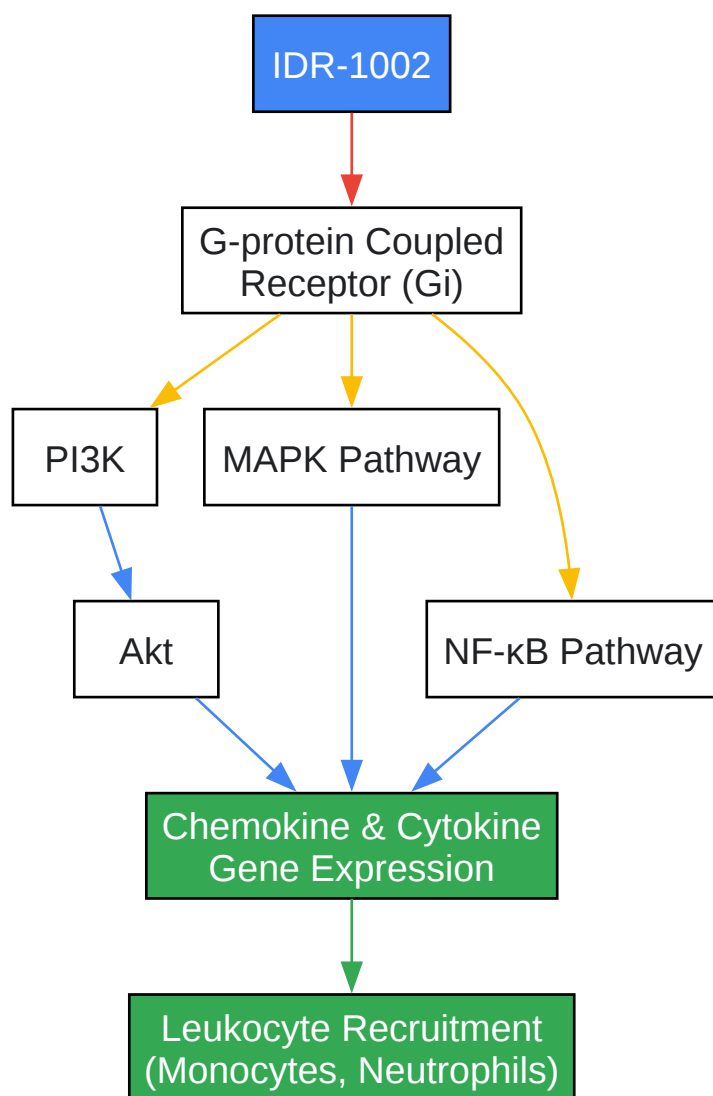 IDR-1002
G-protein Coupled
Receptor (Gi)
PI3K
MAPK Pathway
Akt
NF-κB Pathway
Chemokine & Cytokine
Gene Expression
Leukocyte Recruitment
(Monocytes, Neutrophils)